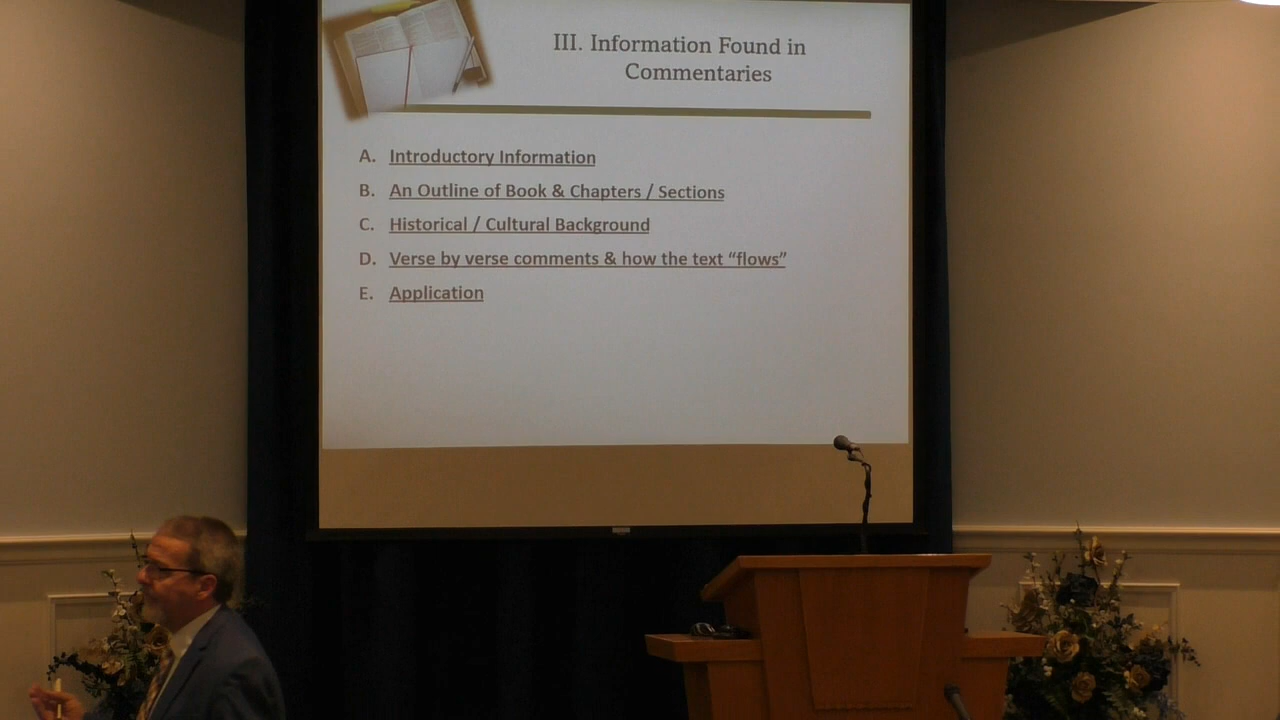 III. Information Found in
Commentaries
A. Introductory Information
B. An Outline of Book & Chapters / Sections
C. Historical / Cultural Background
D. Verse by verse comments & how the text “flows”
E. Application